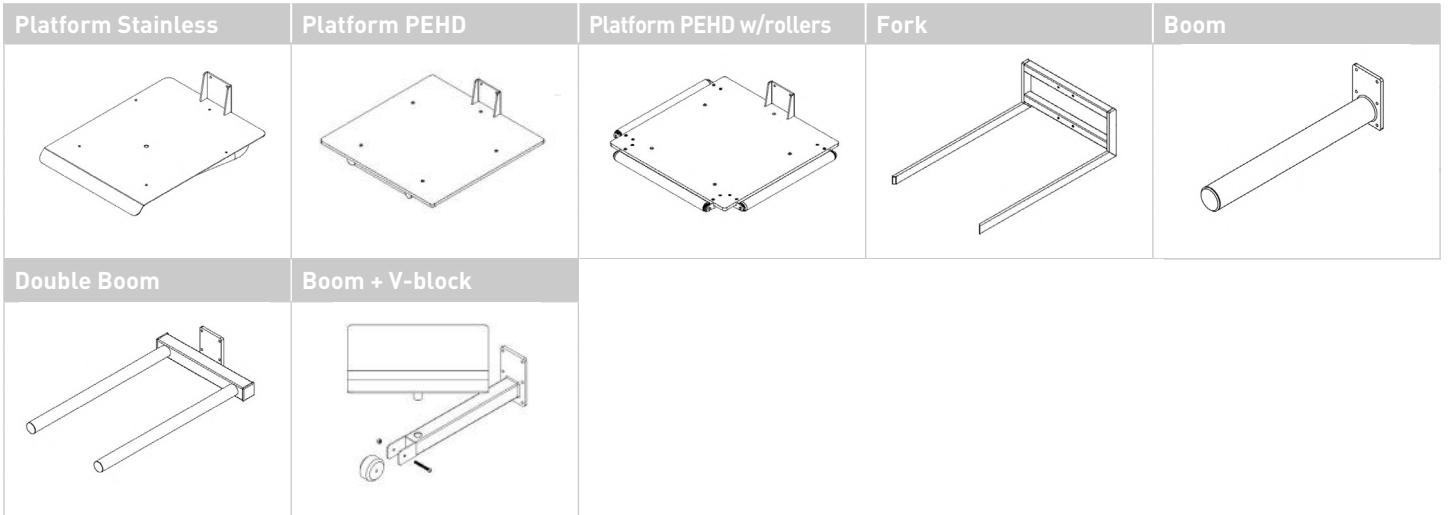 Platform Stainless
Platform PEHD
Platform PEHD w/rollers
Fork
Boom
Double Boom
Boom + V-block